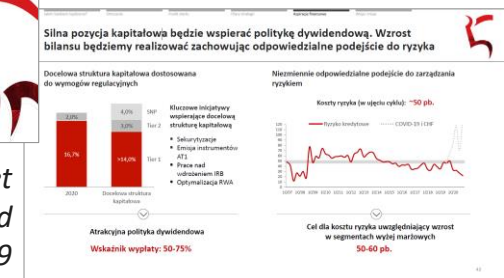 Silna pozycja kapitałowa będzie wspierać politykę dywidendową. Wzrost
bilansu będziemy realizować zachowując odpowiedzialne podejście do ryzyka
Docelowa struktura kapitałowa dostosowana
do wymogów regulacyjnych
4,0%
SNP
2,0%
3,0%
Tier 2
16,7%
>14,0%
Tier 1
2020
Docelowa struktura
kapitałowa
Kluczowe inicjatywy
wspierające docelową
strukturę kapitałową
Sekurytyzacje
Emisja instrumentów
AT1
Prace nad
wdrożeniem IRB
Optymalizacja RWA
Atrakcyjna polityka dywidendowa
Wskaźnik wypłaty: 50-75%
Niezmiennie odpowiedzialne podejście do zarządzania
ryzykiem
Koszty ryzyka (w ujęciu cyklu): ~50 pb.
Ryzyko kredytowe
COVID-19 i CHF
Cel dla kosztu ryzyka uwzględniający wzrost
w segmentach wyżej marżowych
50-60 pb.
et
d
9